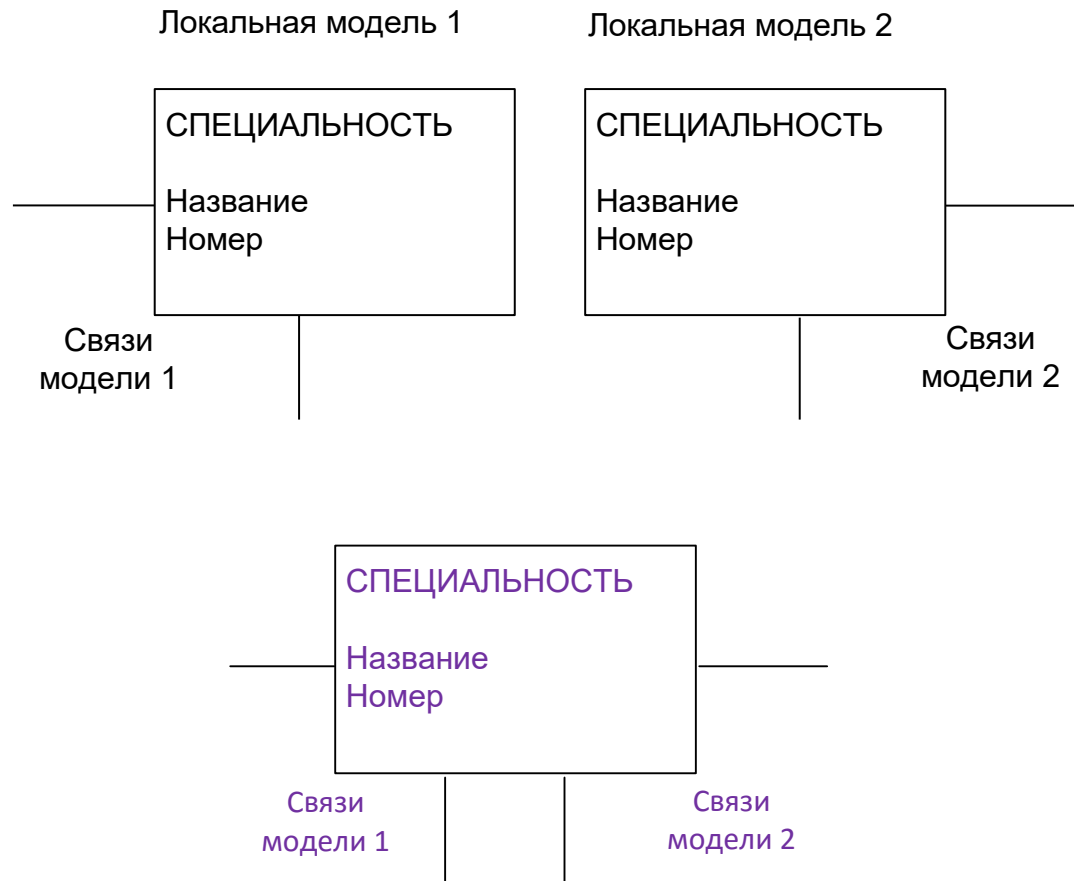 Локальная модель 1
Локальная модель 2
СПЕЦИАЛЬНОСТЬ
Название
Номер
СПЕЦИАЛЬНОСТЬ
Название
Номер
Связи
модели 1
Связи
модели 2
СПЕЦИАЛЬНОСТЬ
Название
Номер
Связи
модели 1
Связи
модели 2